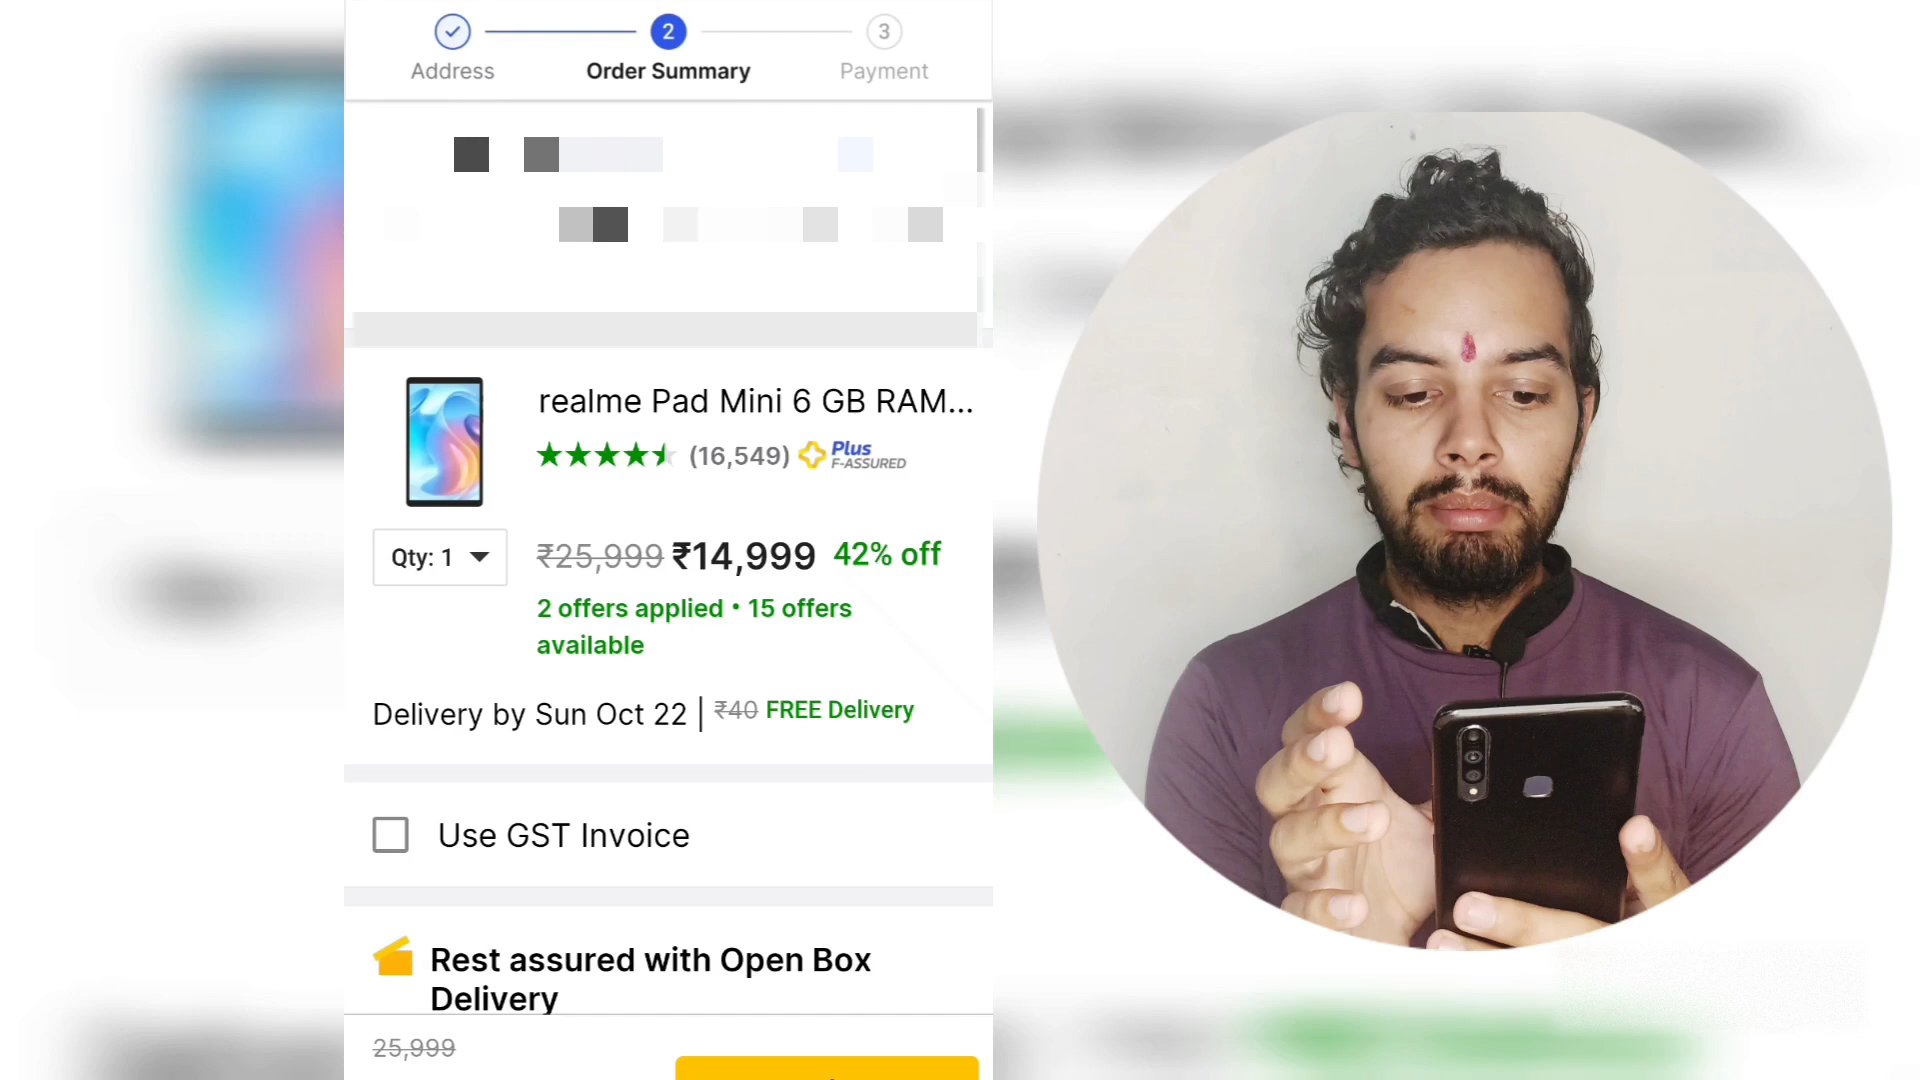 2 3
Address Order Summary Payment
realme Pad Mini 6 GB RAM...
(16,549) Plus
F-ASSURED
Qty: 1 ₹25,999 ₹14,999 42% off
2 offers applied • 15 offers
available
Delivery by Sun Oct 22 | ₹40 FREE Delivery
Use GST Invoice
Rest assured with Open Box
Delivery
25,999